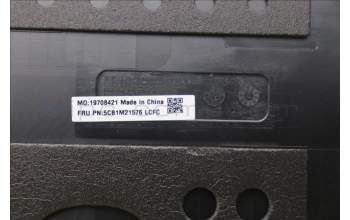 MO:19708421 Made in China
FRU PN:5CB1M21576 LCFC